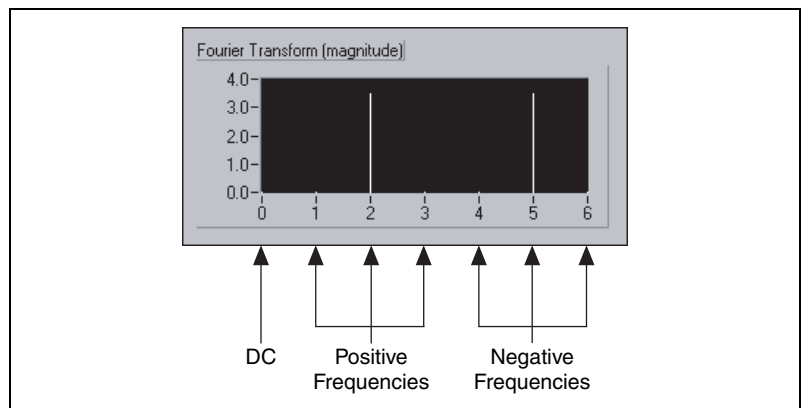 Fourier Transform (magnitude)
4.0
3.0
2.0
1.0
0.0
0 1 2 3 4 5 6
DC
Positive
Frequencies
Negative
Frequencies